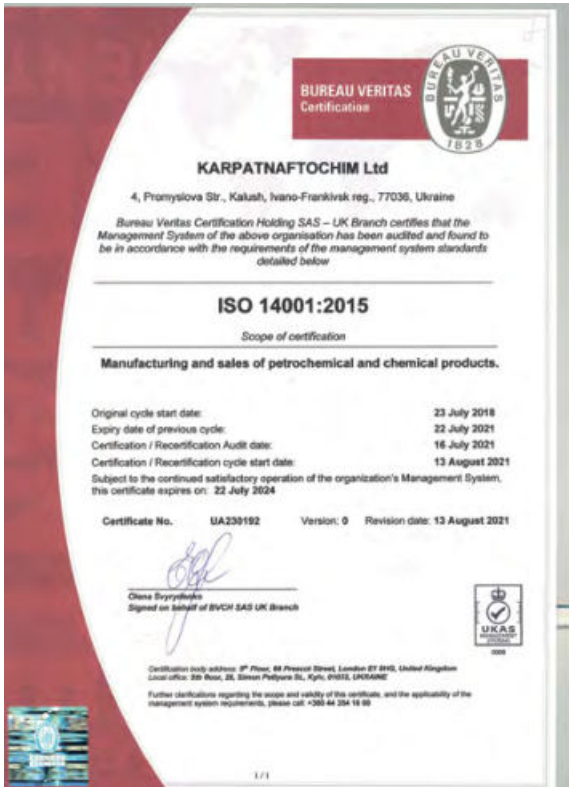 BUREAU VERITAS
Certification
BUREAU VERITAS
1828
KARPATNAFTOCHIM Ltd
4, Promyslova Str., Kalush, Ivano-Frankivsk reg., 77036, Ukraine
Bureau Veritas Certification Holding SAS – UK Branch certifies that the
Management System of the above organisation has been audited and found to
be in accordance with the requirements of the management system standards
detailed below
ISO 14001:2015
Scope of certification
Manufacturing and sales of petrochemical and chemical products.
Original cycle start date: 23 July 2018
Expiry date of previous cycle: 22 July 2021
Certification / Recertification Audit date: 16 July 2021
Certification / Recertification cycle start date: 13 August 2021
Subject to the continued satisfactory operation of the organization's Management System,
this certificate expires on: 22 July 2024
Certificate No. UA230192 Version: 0 Revision date: 13 August 2021
Olena Svyrydenko
Signed on behalf of BVCH SAS UK Branch
UKAS
MANAGEMENT
SYSTEMS
0008
Certification body address: 5th Floor, 66 Prescot Street, London E1 8HG, United Kingdom
Local office: 5th floor, Simon Petlyura St., Kyiv, UKRAINE
Further clarifications regarding the scope and validity of this certificate, and the applicability of the
management system requirements, please call: +380 44
1/1